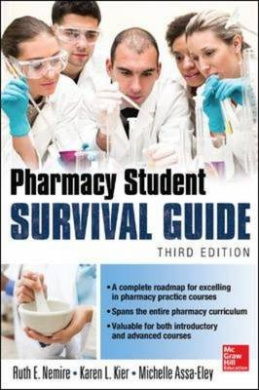 Pharmacy Student
SURVIVAL GUIDE
THIRD EDITION
• A complete roadmap for excelling
in pharmacy practice courses
• Spans the entire pharmacy curriculum
• Valuable for both introductory
and advanced courses
Ruth E. Nemire • Karen L. Kier • Michelle Assa-Eley
Mc
Graw
Hill
Education